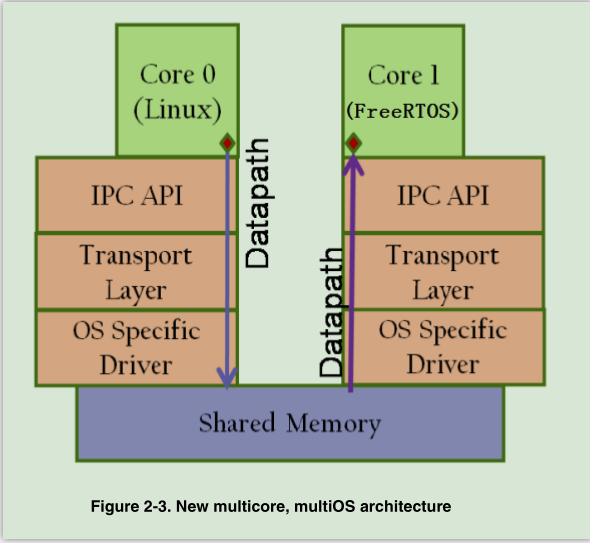 Core 0
(Linux)
Core 1
(FreeRTOS)
Datapath
IPC API
Transport
Layer
OS Specific
Driver
Datapath
IPC API
Transport
Layer
OS Specific
Driver
Shared Memory
Figure 2-3. New multicore, multiOS architecture